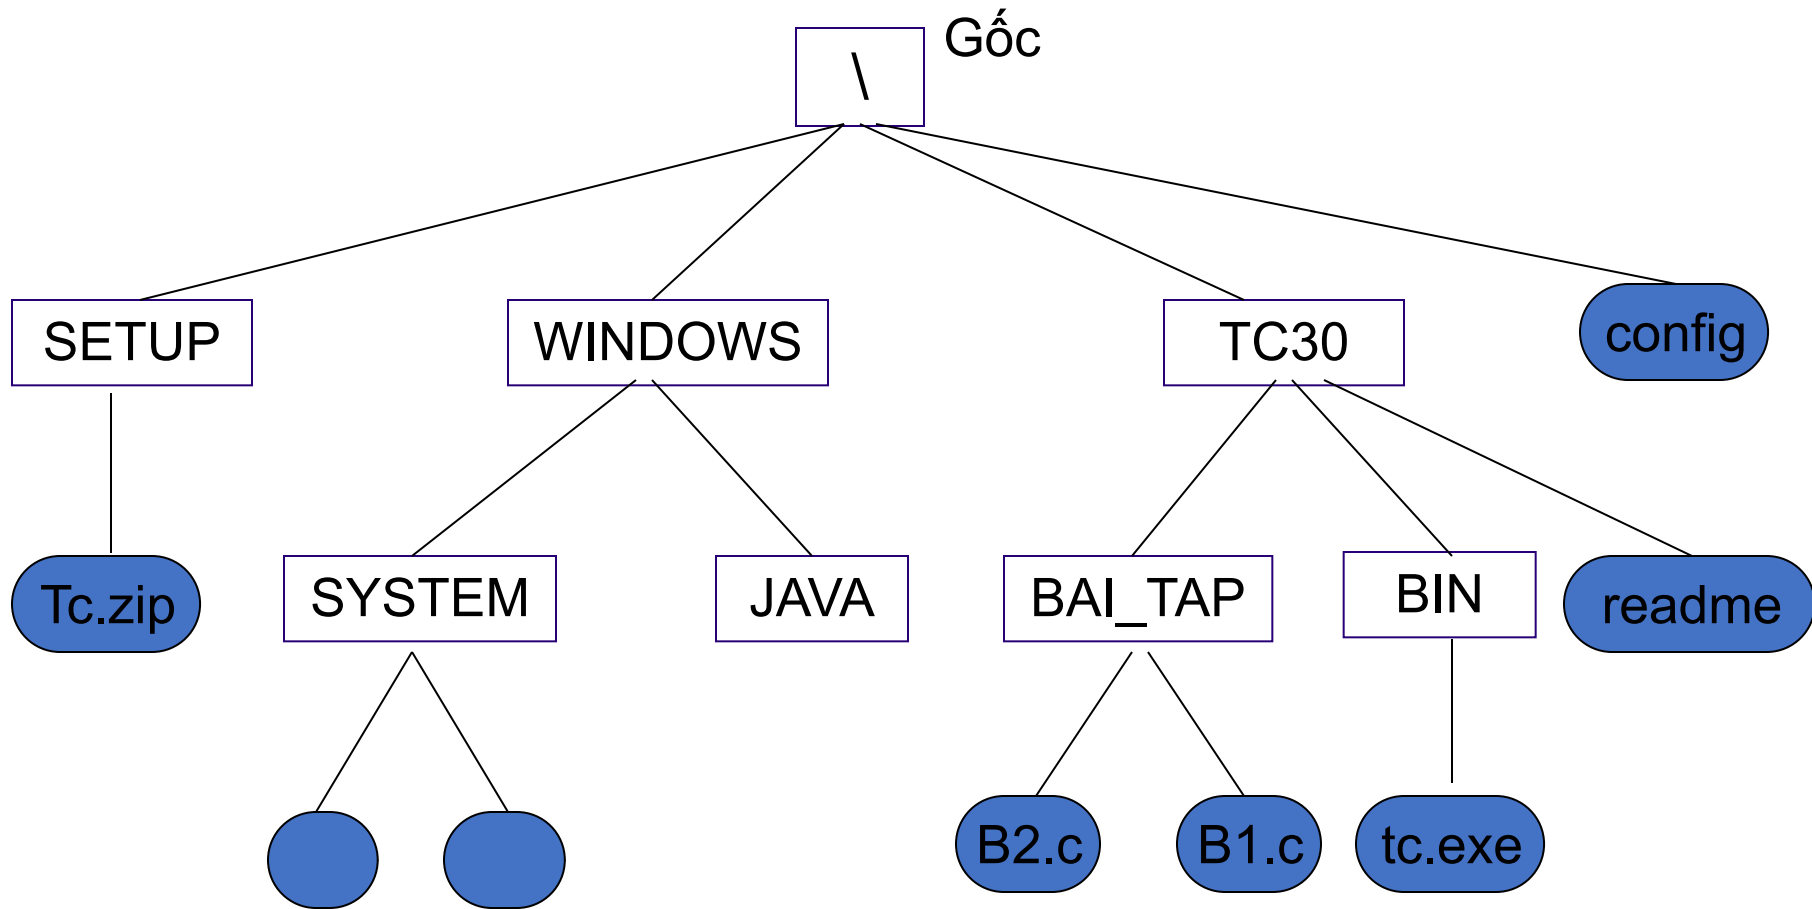 Gốc
\
SETUP
WINDOWS
TC30
config
Tc.zip
SYSTEM
JAVA
BAI_TAP
BIN
readme
B2.c
B1.c
tc.exe